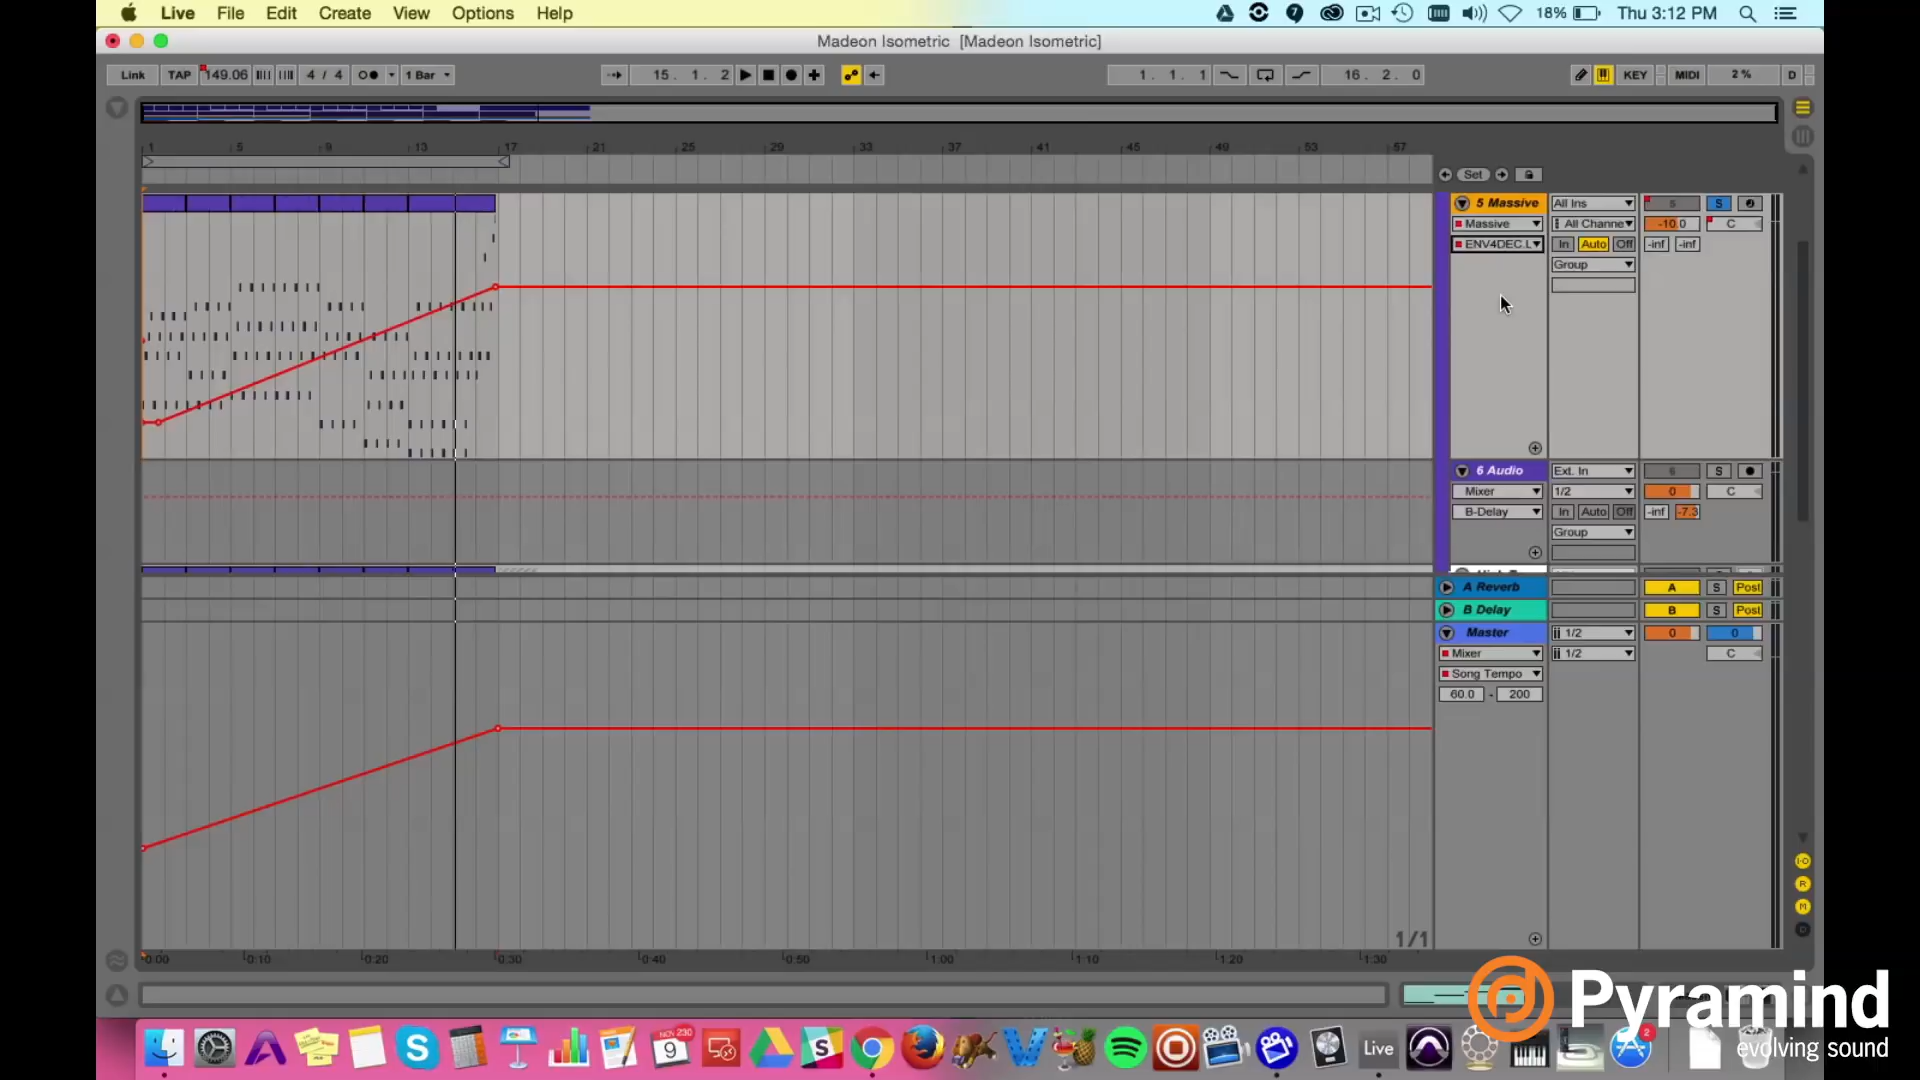 Live File Edit Create View Options Help 18% Thu 3:12 PM
Madeon Isometric [Madeon Isometric]
Link TAP 149.06 4 / 4 1 Bar 15. 1. 2 1. 1. 1 16. 2. 0 KEY MIDI 2 % D
1 5 9 13 17 21 25 29 33 37 41 45 49 53 57
Set
5 Massive All Ins 5 S
Massive All Channe -10.0 C
ENV4DEC.L In Auto Off -inf -inf
Group
6 Audio Ext. In 6 S
Mixer 1/2 0 C
B-Delay In Auto Off -inf -7.3
Group
A Reverb A S Post
B Delay B S Post
Master 1/2 0 0
Mixer 1/2 C
Song Tempo
60.0 - 200
I-O
R
M
D
1/1
0:00 0:10 0:20 0:30 0:40 0:50 1:00 1:10 1:20 1:30
Pyramind
evolving sound
NOV 230
9
Live
2